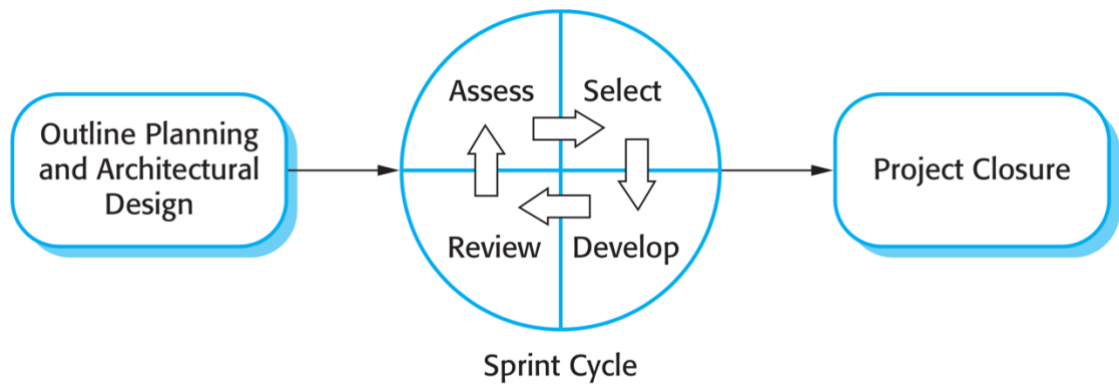 Outline Planning
and Architectural
Design
Assess
Select
Review
Develop
Sprint Cycle
Project Closure